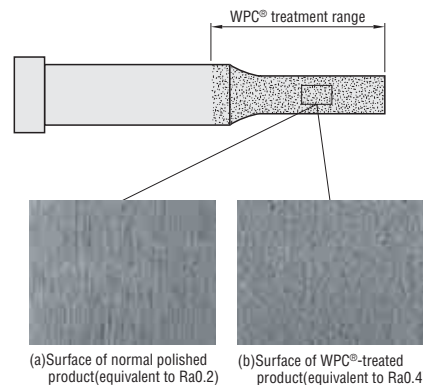 WPC® treatment range
(a)Surface of normal polished
product(equivalent to Ra0.2)
(b)Surface of WPC®-treated
product(equivalent to Ra0.4